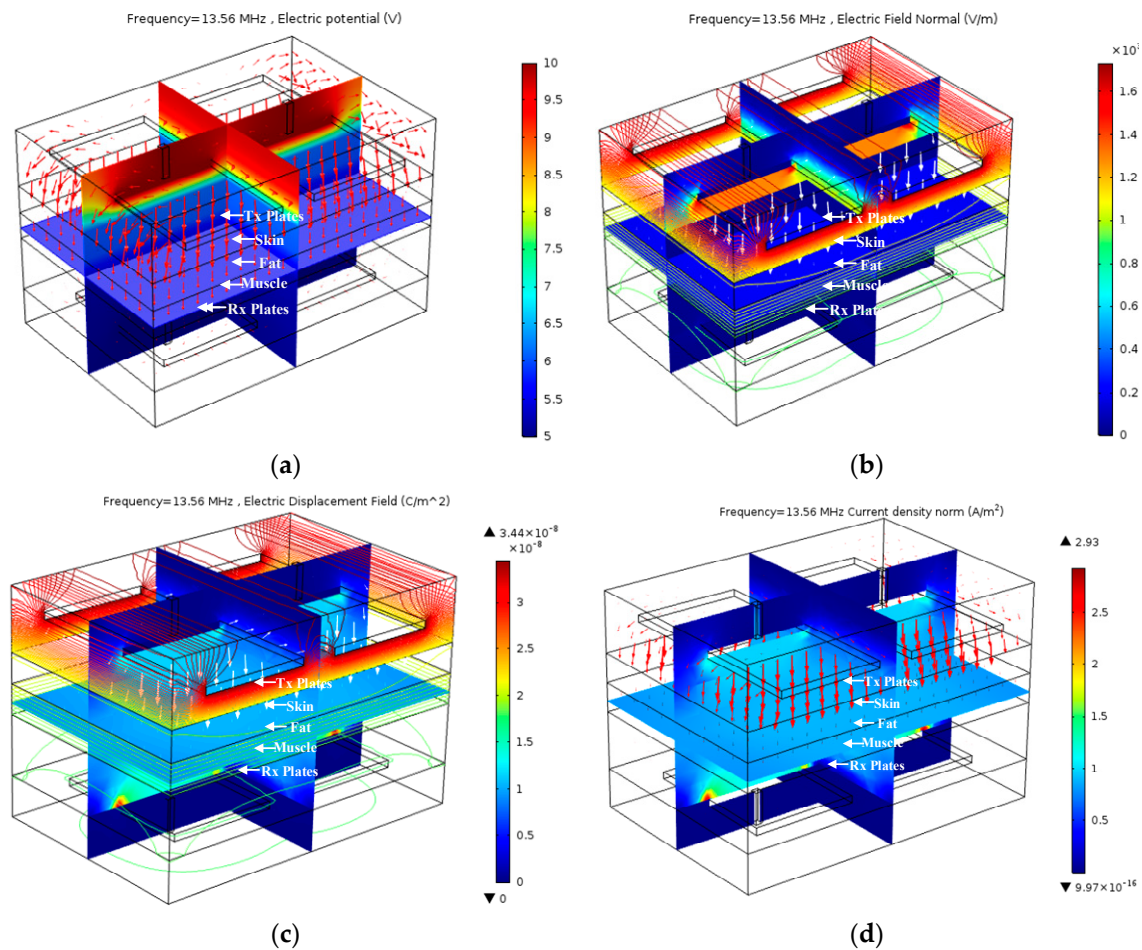 (a)
Frequency=13.56 MHz , Electric potential (V)
10
9.5
9
8.5
8
7.5
7
6.5
6
5.5
5
Tx Plates
Skin
Fat
Muscle
Rx Plates
(a)
(b)
Frequency=13.56 MHz , Electric Field Normal (V/m)
1.6
1.4
1.2
1
0.8
0.6
0.4
0.2
0
Tx Plates
Skin
Fat
Muscle
Rx Plat
(b)
(c)
Frequency=13.56 MHz , Electric Displacement Field (C/m^2)
▲ 3.44×10⁻⁸
×10⁻⁸
3
2.5
2
1.5
1
0.5
0
▼ 0
Tx Plates
Skin
Fat
Muscle
Rx Plates
(c)
(d)
Frequency=13.56 MHz Current density norm (A/m²)
▲ 2.93
2.5
2
1.5
1
0.5
▼ 9.97×10⁻¹⁶
Tx Plates
Skin
Fat
Muscle
Rx Plates
(d)